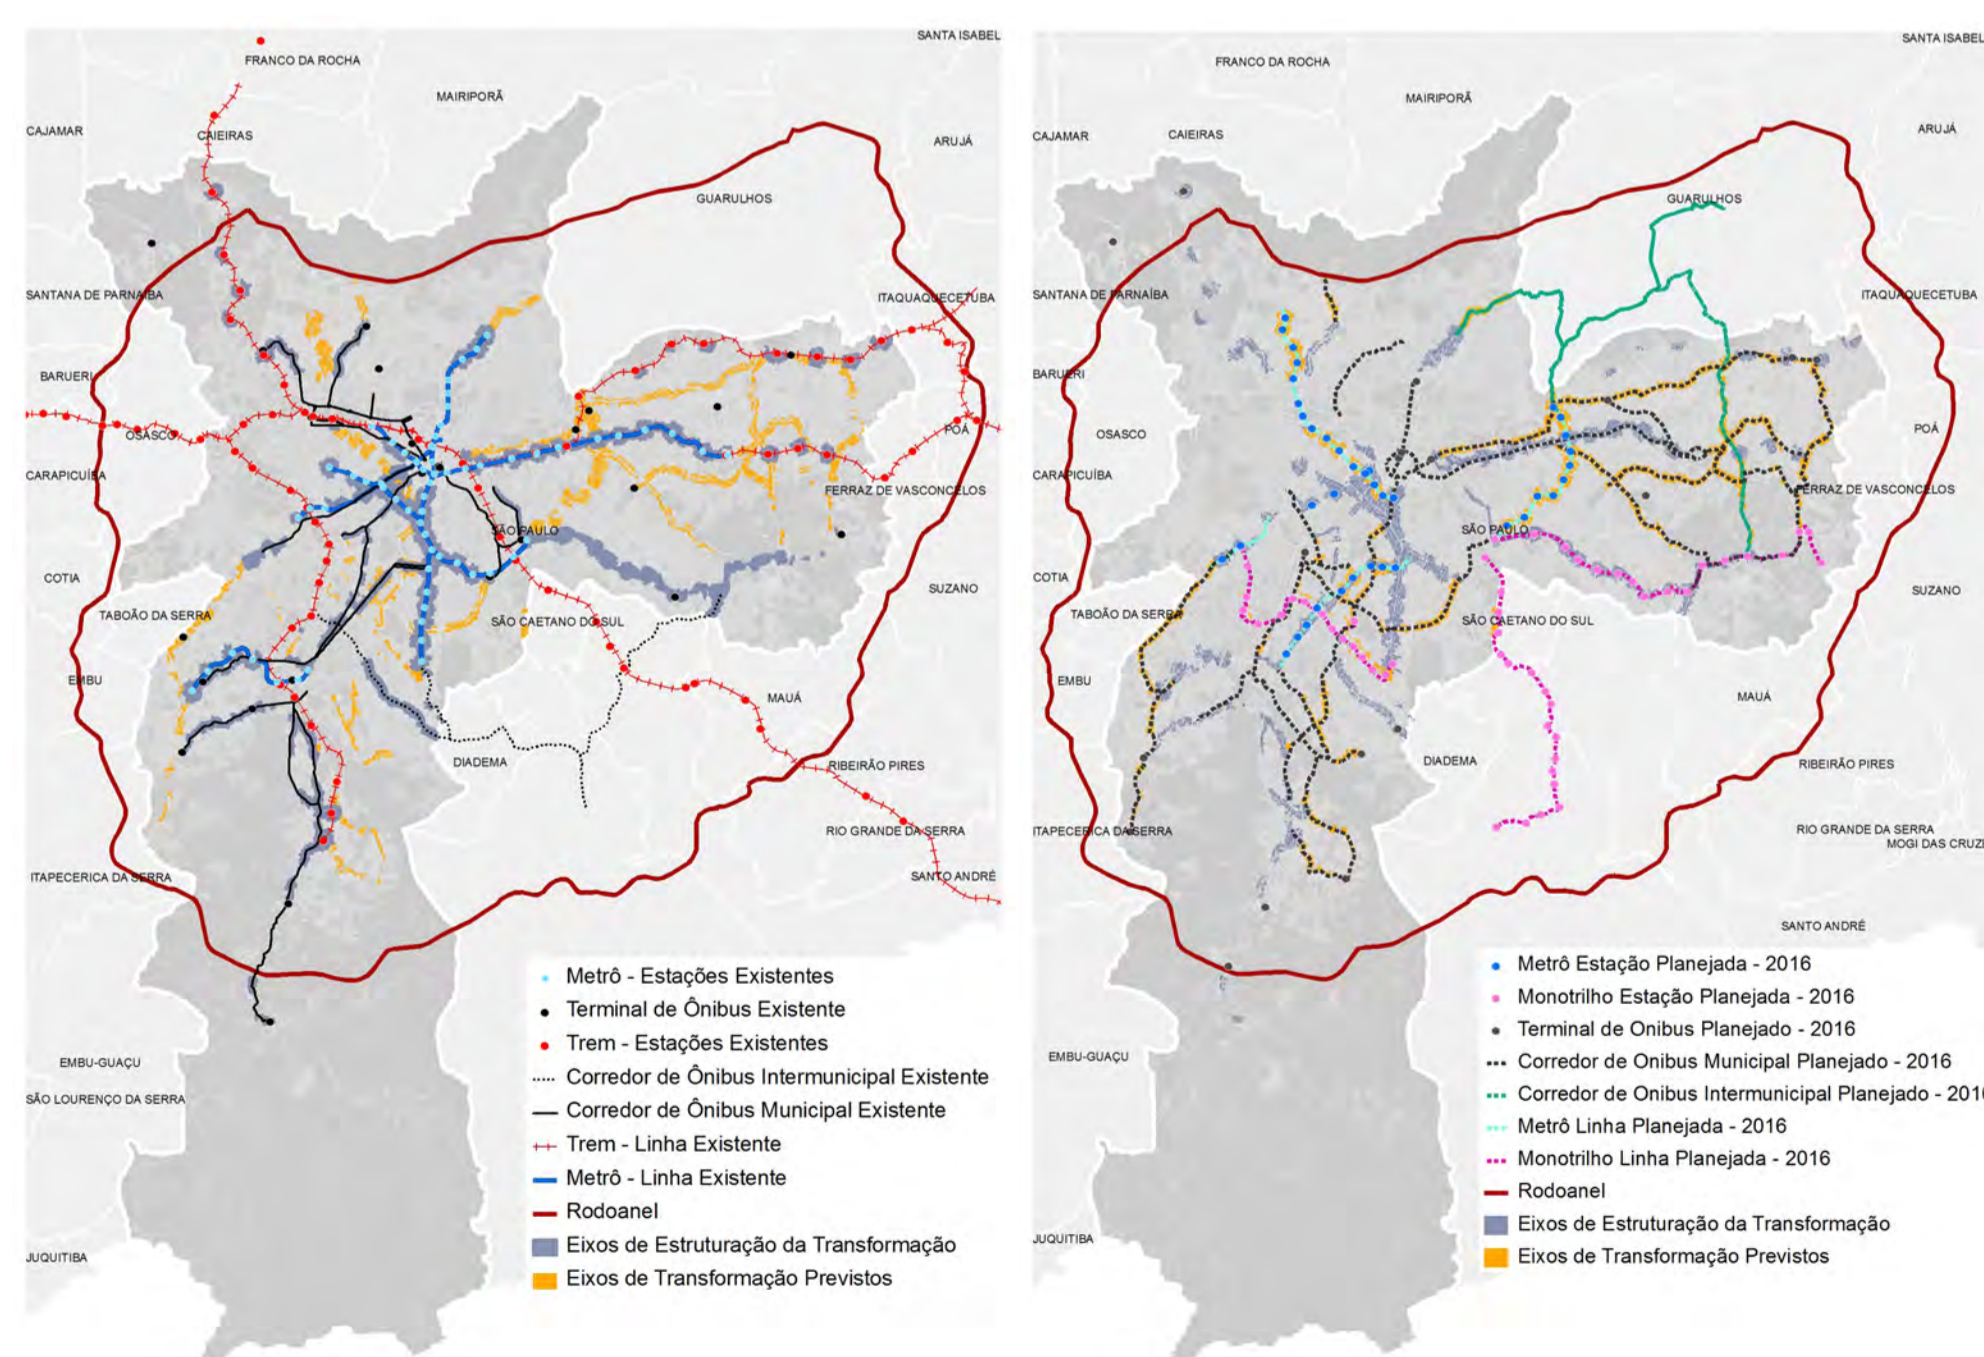 SANTA ISABEL
FRANCO DA ROCHA
MAIRIPORÃ
CAJAMAR
CAIEIRAS
ARUJÁ
GUARULHOS
SANTANA DE PARNAÍBA
ITAQUAQUECETUBA
BARUERI
OSASCO
POÁ
CARAPICUÍBA
FERRAZ DE VASCONCELOS
SÃO PAULO
COTIA
SUZANO
TABOÃO DA SERRA
SÃO CAETANO DO SUL
EMBU
MAUÁ
DIADEMA
RIBEIRÃO PIRES
RIO GRANDE DA SERRA
ITAPECERICA DA SERRA
SANTO ANDRÉ
EMBU-GUAÇU
SÃO LOURENÇO DA SERRA
JUQUITIBA
Metrô - Estações Existentes
Terminal de Ônibus Existente
Trem - Estações Existentes
Corredor de Ônibus Intermunicipal Existente
Corredor de Ônibus Municipal Existente
Trem - Linha Existente
Metrô - Linha Existente
Rodoanel
Eixos de Estruturação da Transformação
Eixos de Transformação Previstos
SANTA ISABEL
FRANCO DA ROCHA
MAIRIPORÃ
CAJAMAR
CAIEIRAS
ARUJÁ
GUARULHOS
SANTANA DE PARNAÍBA
ITAQUAQUECETUBA
BARUERI
OSASCO
POÁ
CARAPICUÍBA
FERRAZ DE VASCONCELOS
SÃO PAULO
COTIA
SUZANO
TABOÃO DA SERRA
SÃO CAETANO DO SUL
EMBU
MAUÁ
DIADEMA
RIBEIRÃO PIRES
ITAPECERICA DA SERRA
RIO GRANDE DA SERRA
MOGI DAS CRUZ
SANTO ANDRÉ
EMBU-GUAÇU
JUQUITIBA
Metrô Estação Planejada - 2016
Monotrilho Estação Planejada - 2016
Terminal de Onibus Planejado - 2016
Corredor de Onibus Municipal Planejado - 2016
Corredor de Onibus Intermunicipal Planejado - 2016
Metrô Linha Planejada - 2016
Monotrilho Linha Planejada - 2016
Rodoanel
Eixos de Estruturação da Transformação
Eixos de Transformação Previstos